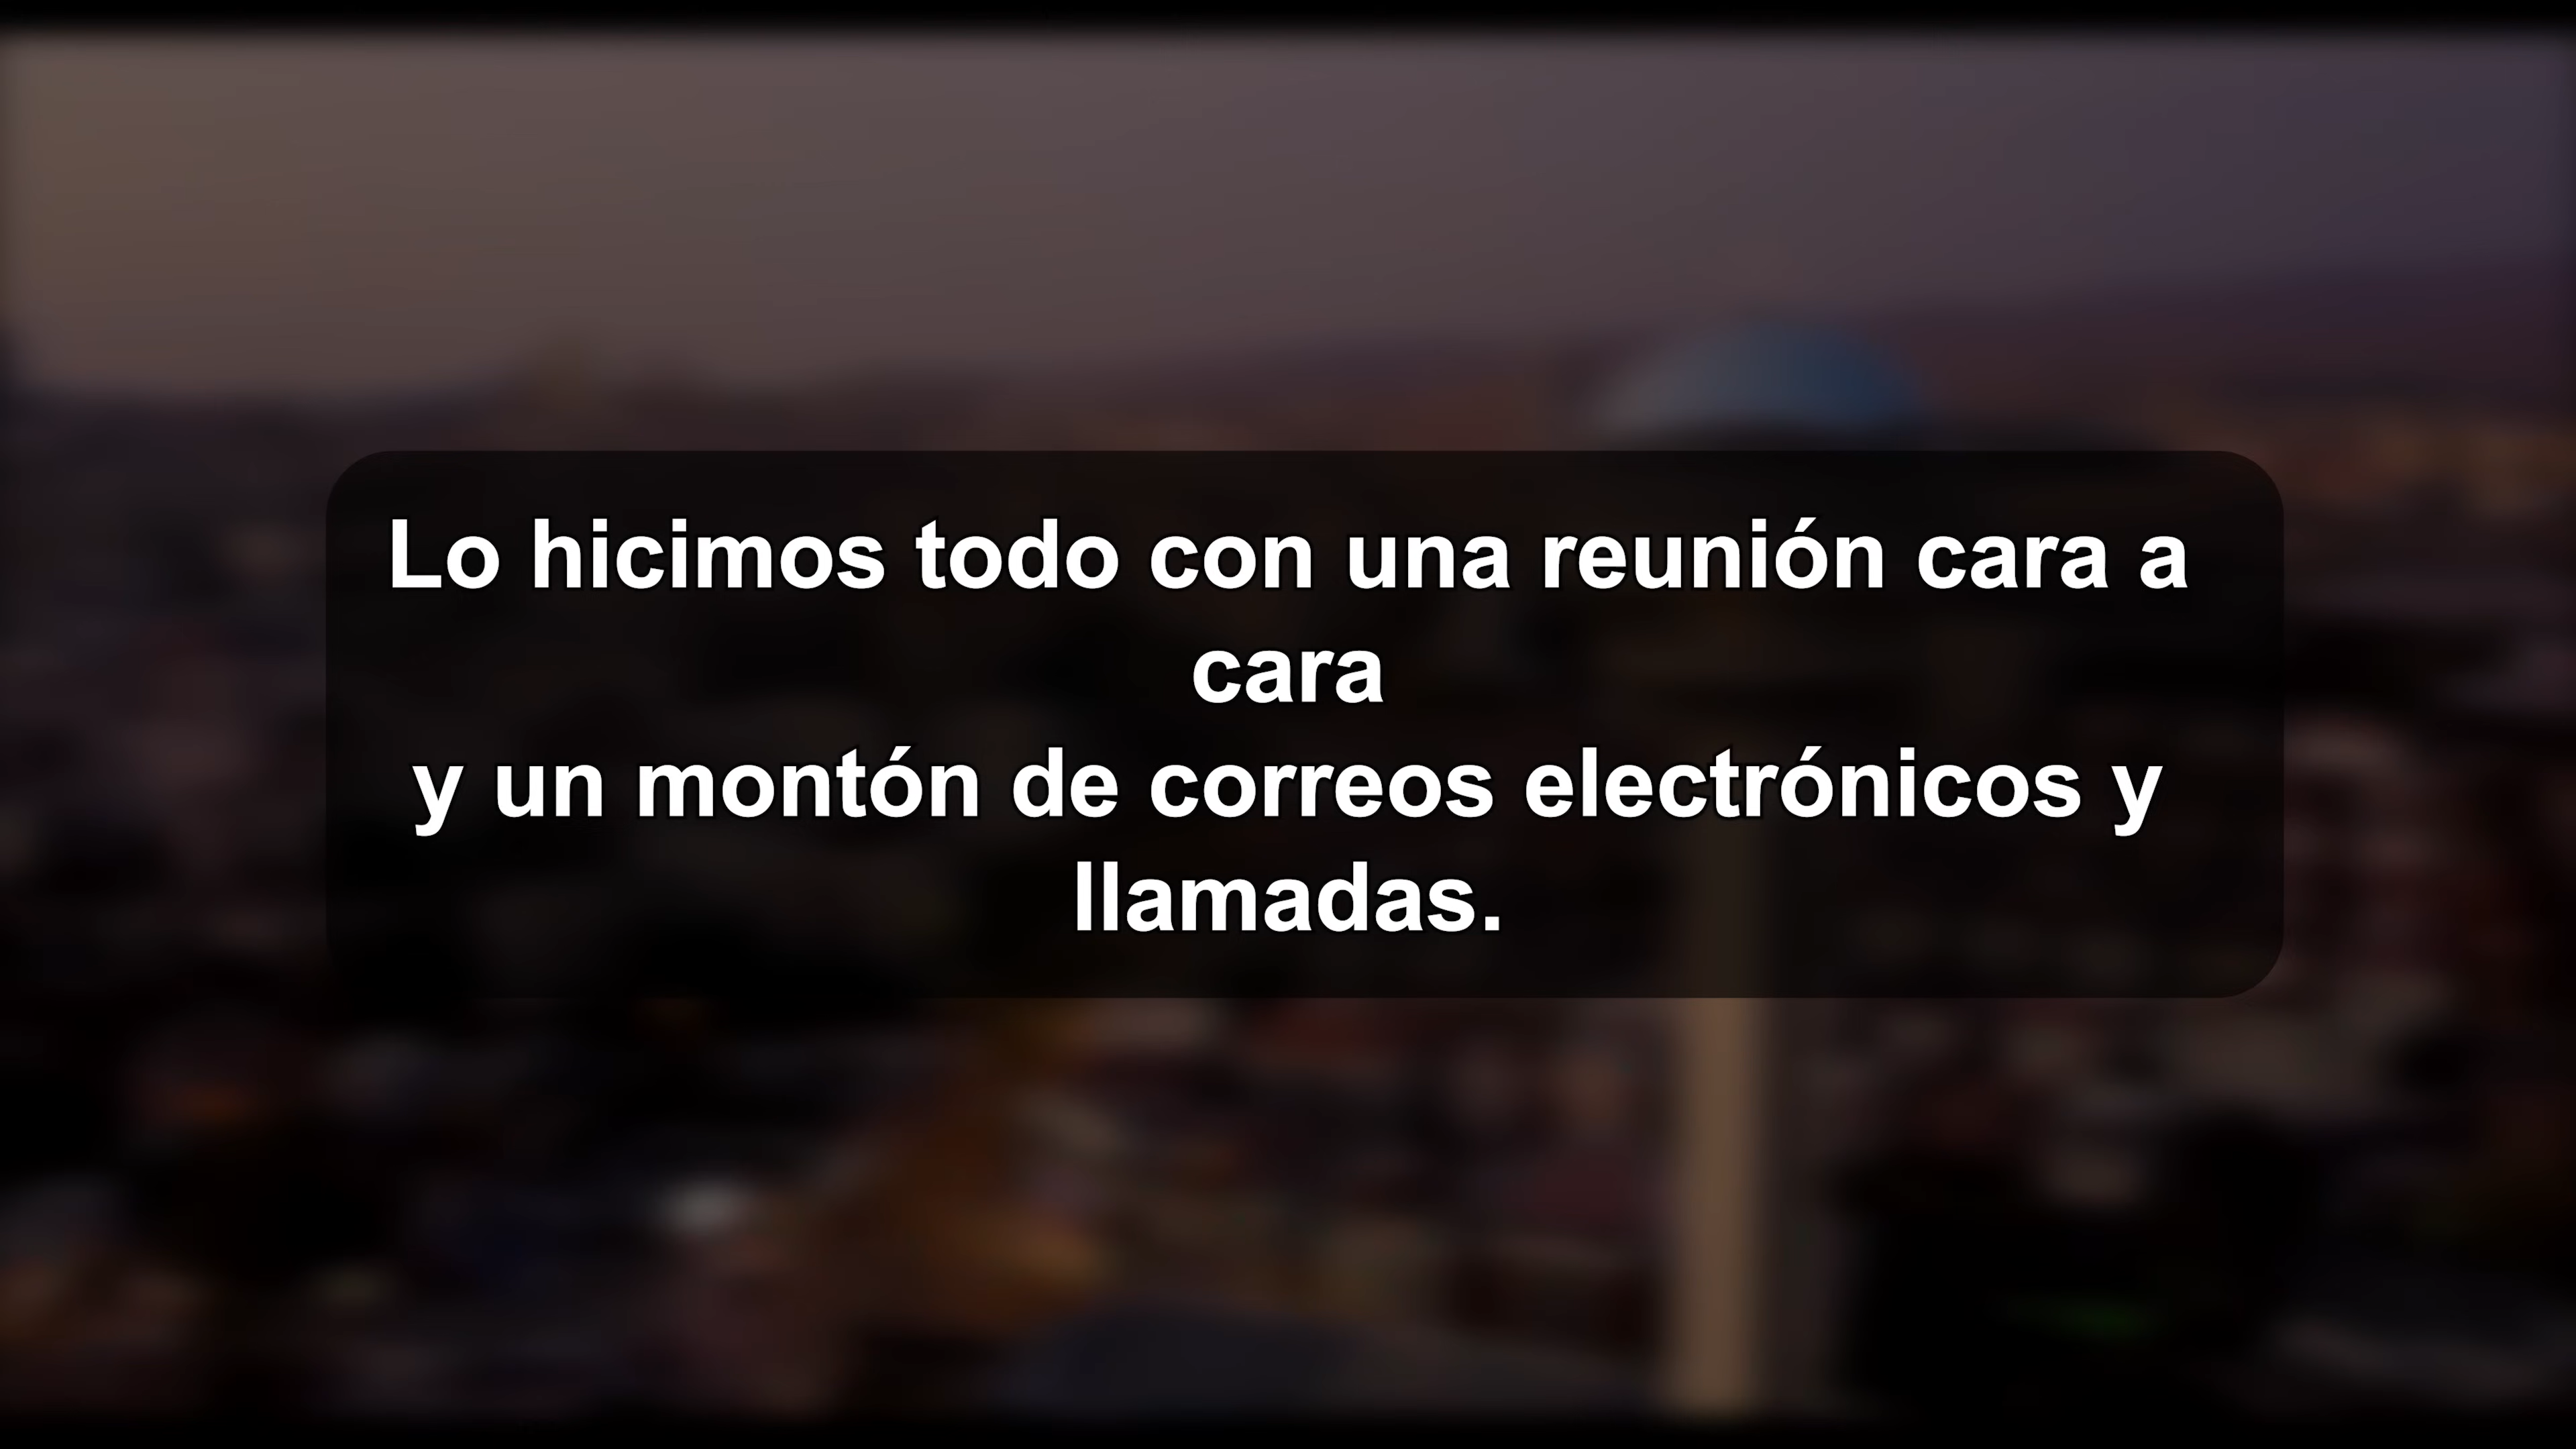 Lo hicimos todo con una reunión cara a
cara
y un montón de correos electrónicos y
llamadas.